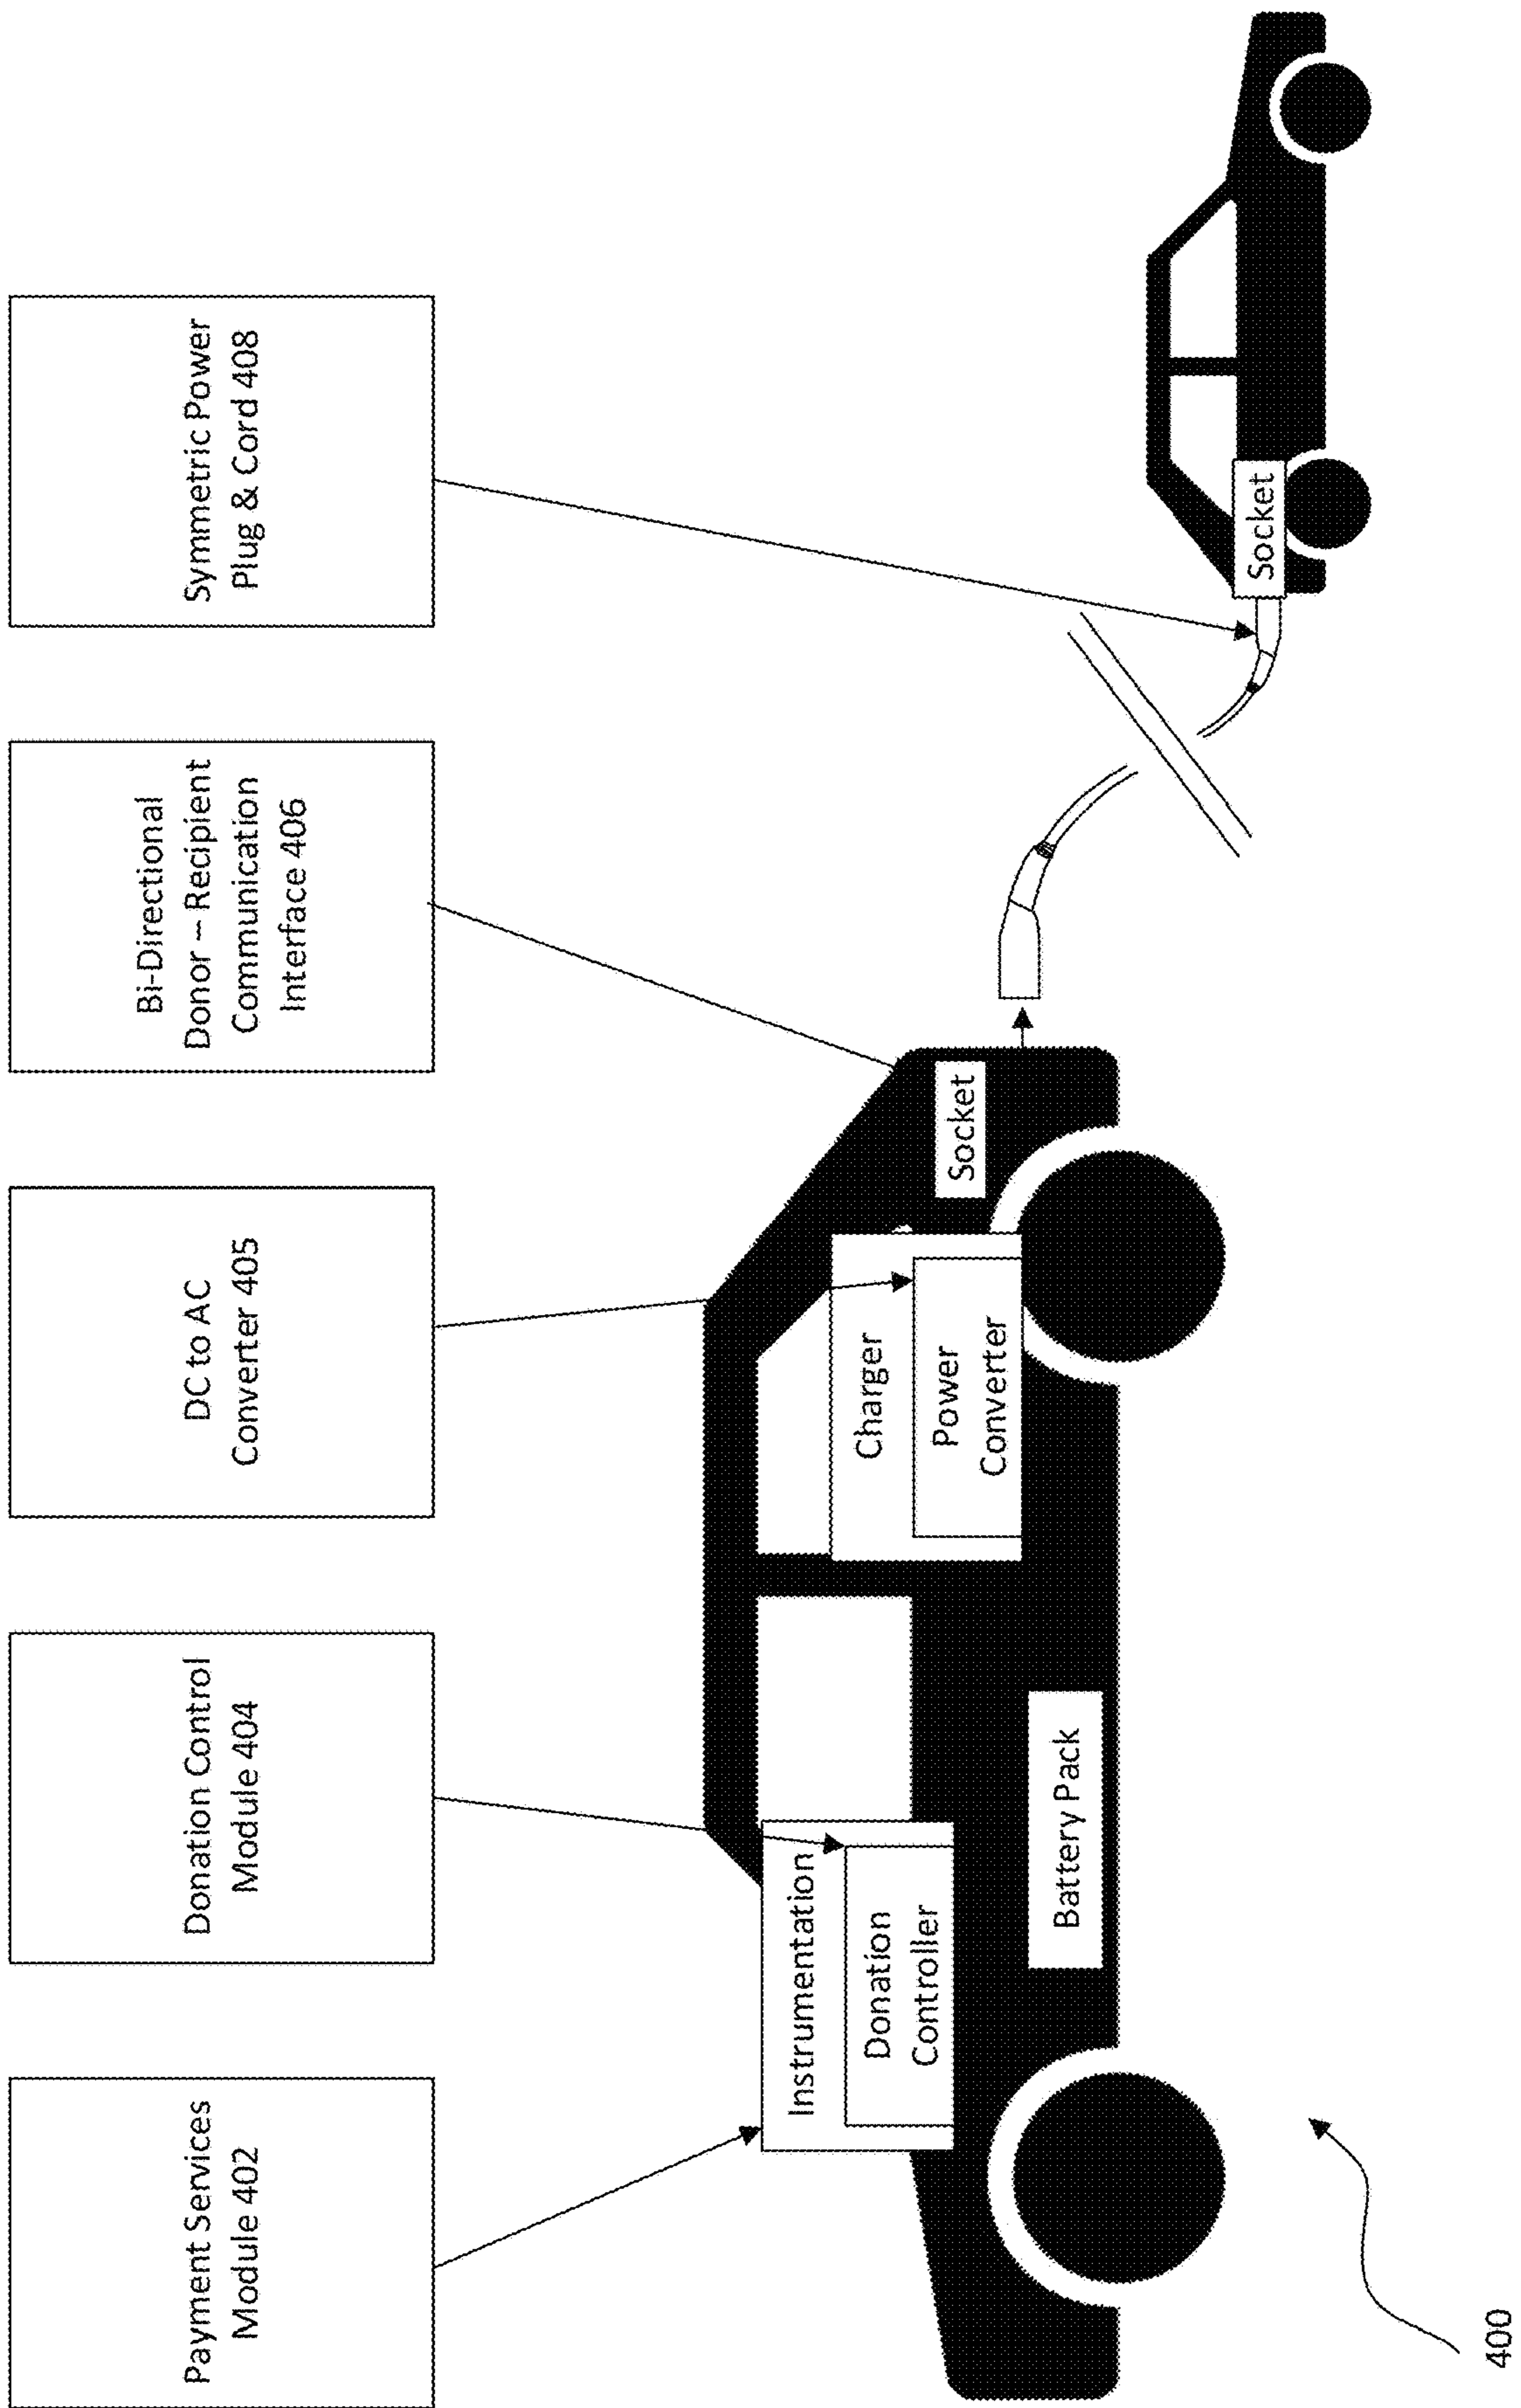 Payment Services
Module 402
Donation Control
Module 404
DC to AC
Converter 405
Bi-Directional
Donor – Recipient
Communication
Interface 406
Symmetric Power
Plug & Cord 408
Instrumentation
Donation
Controller
Battery Pack
Charger
Power
Converter
Socket
Socket
400